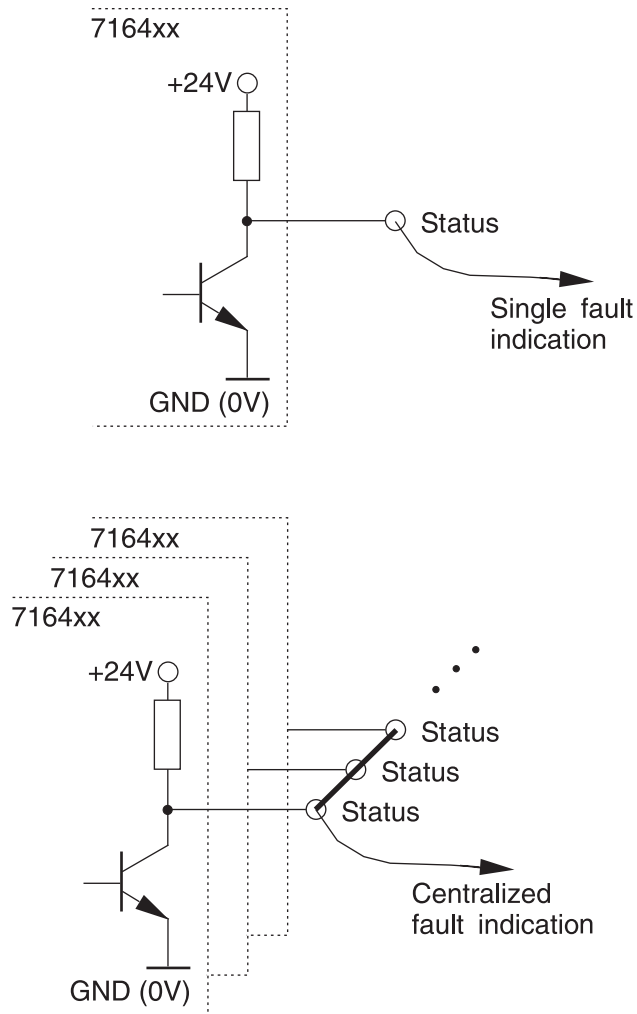 7164xx
+24V
Status
Single fault
indication
GND (0V)
7164xx
7164xx
7164xx
+24V
Status
Status
Status
Centralized
fault indication
GND (0V)